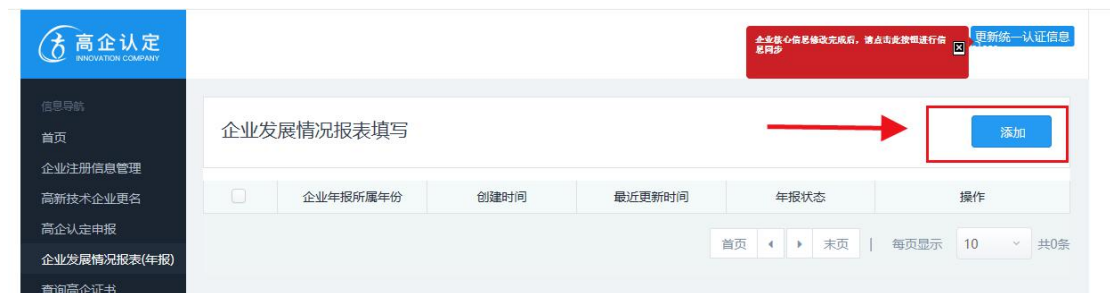 高企认定
INNOVATION COMPANY
企业核心信息修改完成后，请点击此按钮进行信
息同步
更新统一认证信息
信息导航
首页
企业注册信息管理
高新技术企业更名
高企认定申报
企业发展情况报表(年报)
查询高企证书
企业发展情况报表填写
添加
企业年报所属年份 创建时间 最近更新时间 年报状态 操作
首页 末页 | 每页显示 10 共0条